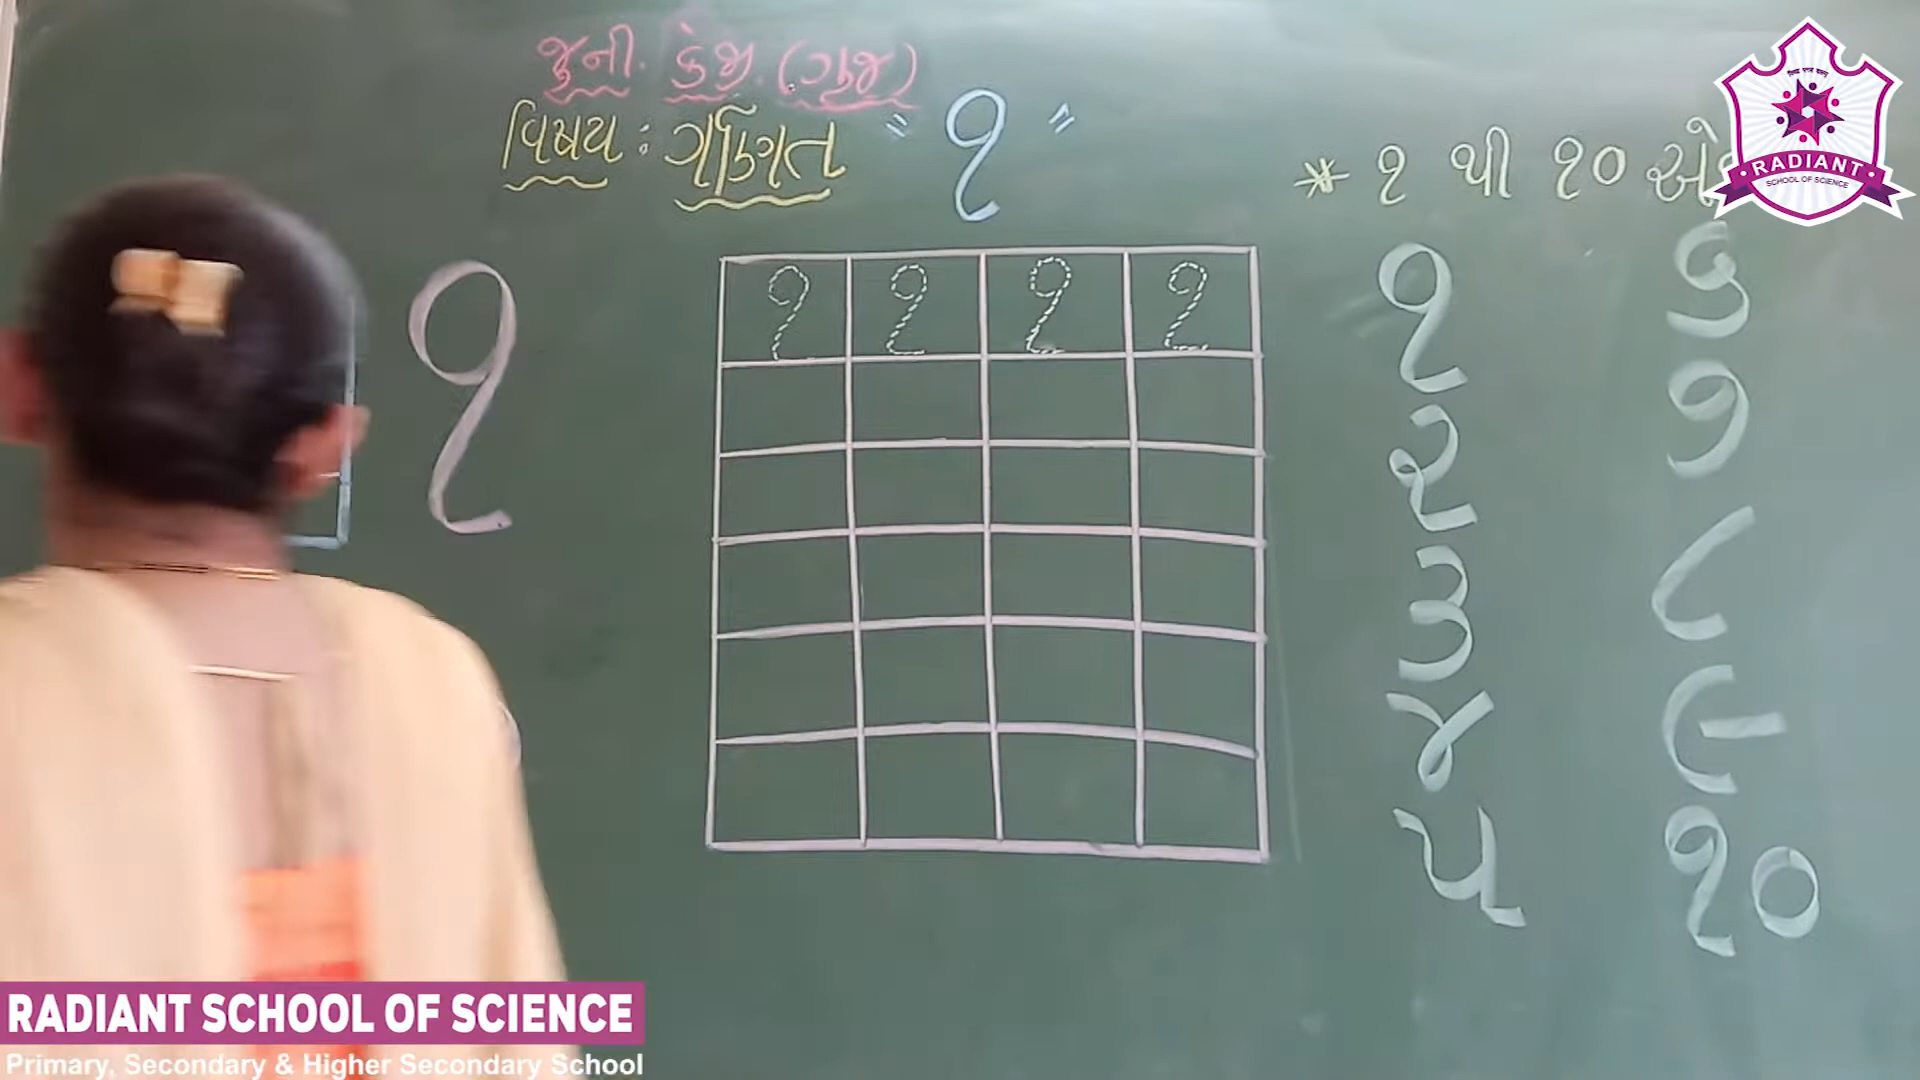 જુની. કેજી. (ગુજ)
વિષય : ગણિત "૧"
* ૧ થી ૧૦
૧
૧ ૧ ૧ ૧
૧ ૬
૨ ૭
૩ ૮
૪ ૯
૫ ૧૦
RADIANT
SCHOOL OF SCIENCE
RADIANT SCHOOL OF SCIENCE
Primary, Secondary & Higher Secondary School